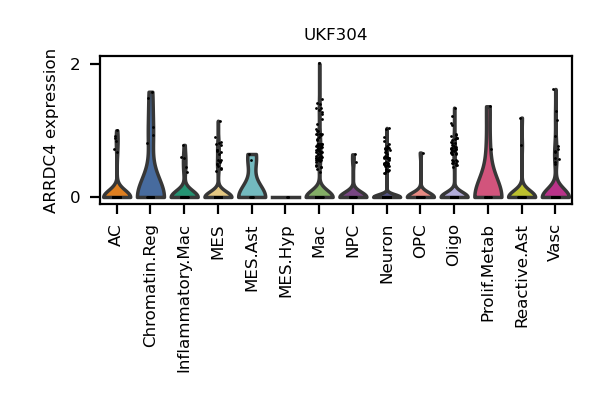 UKF304
ARRDC4 expression
2
0
AC
Chromatin.Reg
Inflammatory.Mac
MES
MES.Ast
MES.Hyp
Mac
NPC
Neuron
OPC
Oligo
Prolif.Metab
Reactive.Ast
Vasc